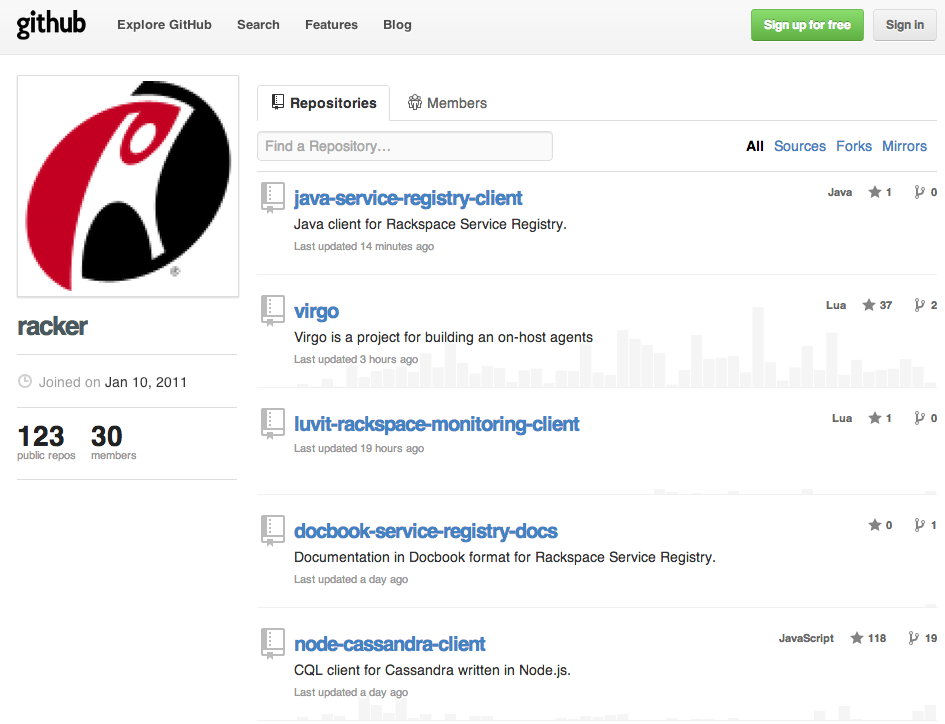 github
Explore GitHub Search Features Blog
Sign up for free Sign in
Repositories Members
Find a Repository...
All Sources Forks Mirrors
java-service-registry-client
Java 1 0
Java client for Rackspace Service Registry.
Last updated 14 minutes ago
virgo
Lua 37 2
Virgo is a project for building an on-host agents
Last updated 3 hours ago
luvit-rackspace-monitoring-client
Lua 1 0
Last updated 19 hours ago
docbook-service-registry-docs
0 1
Documentation in Docbook format for Rackspace Service Registry.
Last updated a day ago
node-cassandra-client
JavaScript 118 19
CQL client for Cassandra written in Node.js.
Last updated a day ago
®
racker
Joined on Jan 10, 2011
123 30
public repos members